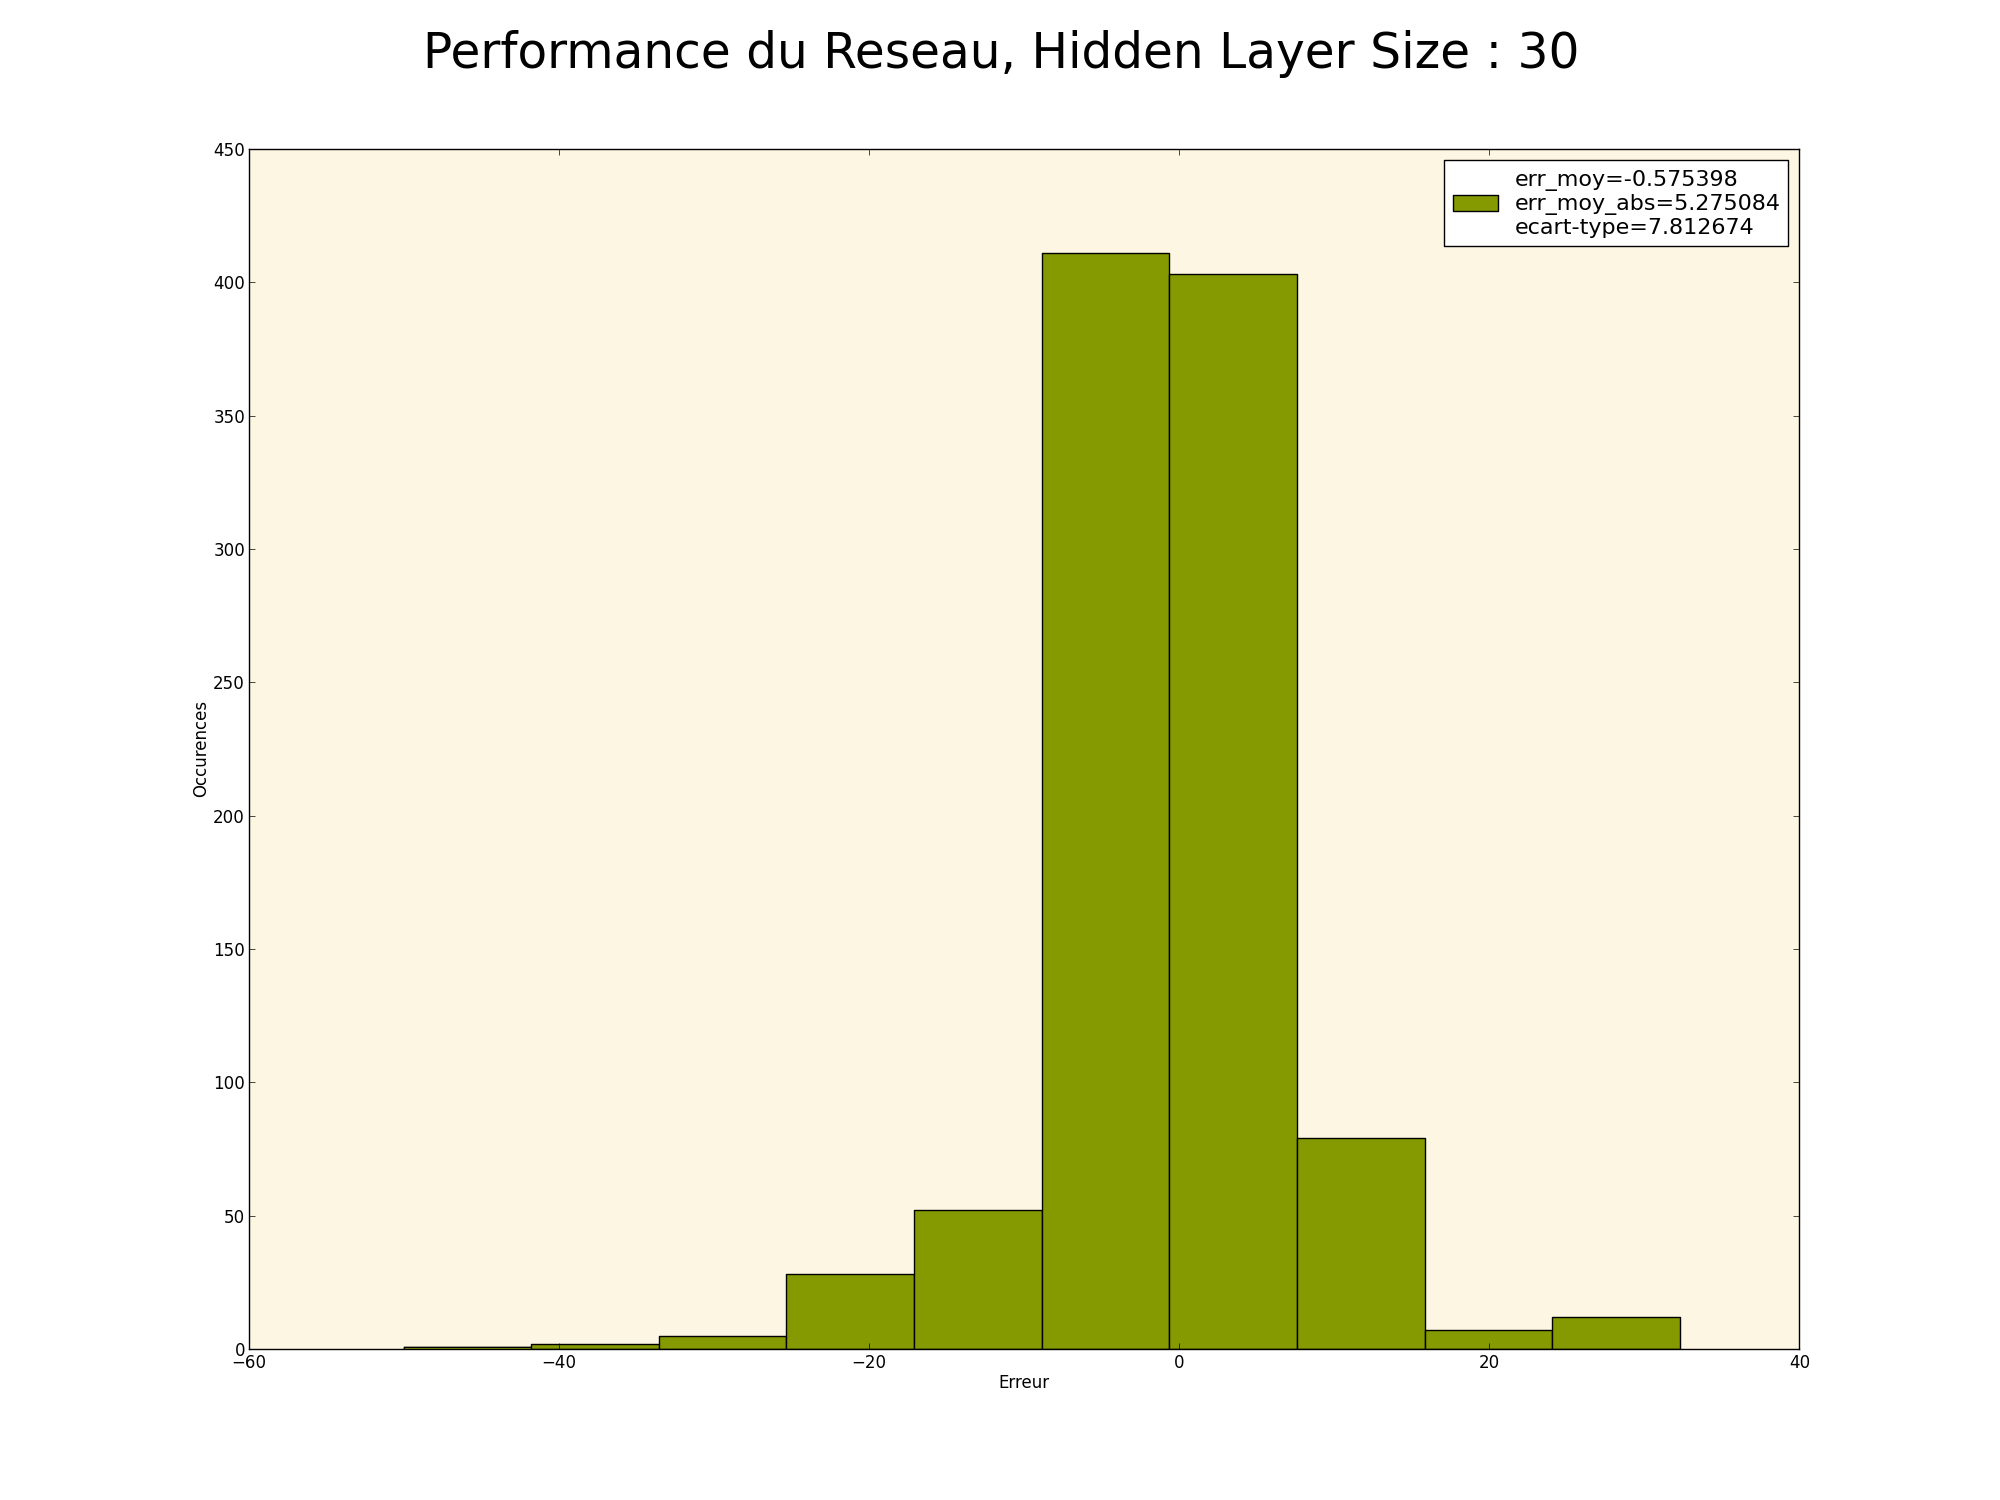 Performance du Reseau, Hidden Layer Size : 30
450
400
350
300
250
200
150
100
50
0
err_moy=-0.575398
err_moy_abs=5.275084
ecart-type=7.812674
Occurences
−60 −40 −20 0 20 40
Erreur